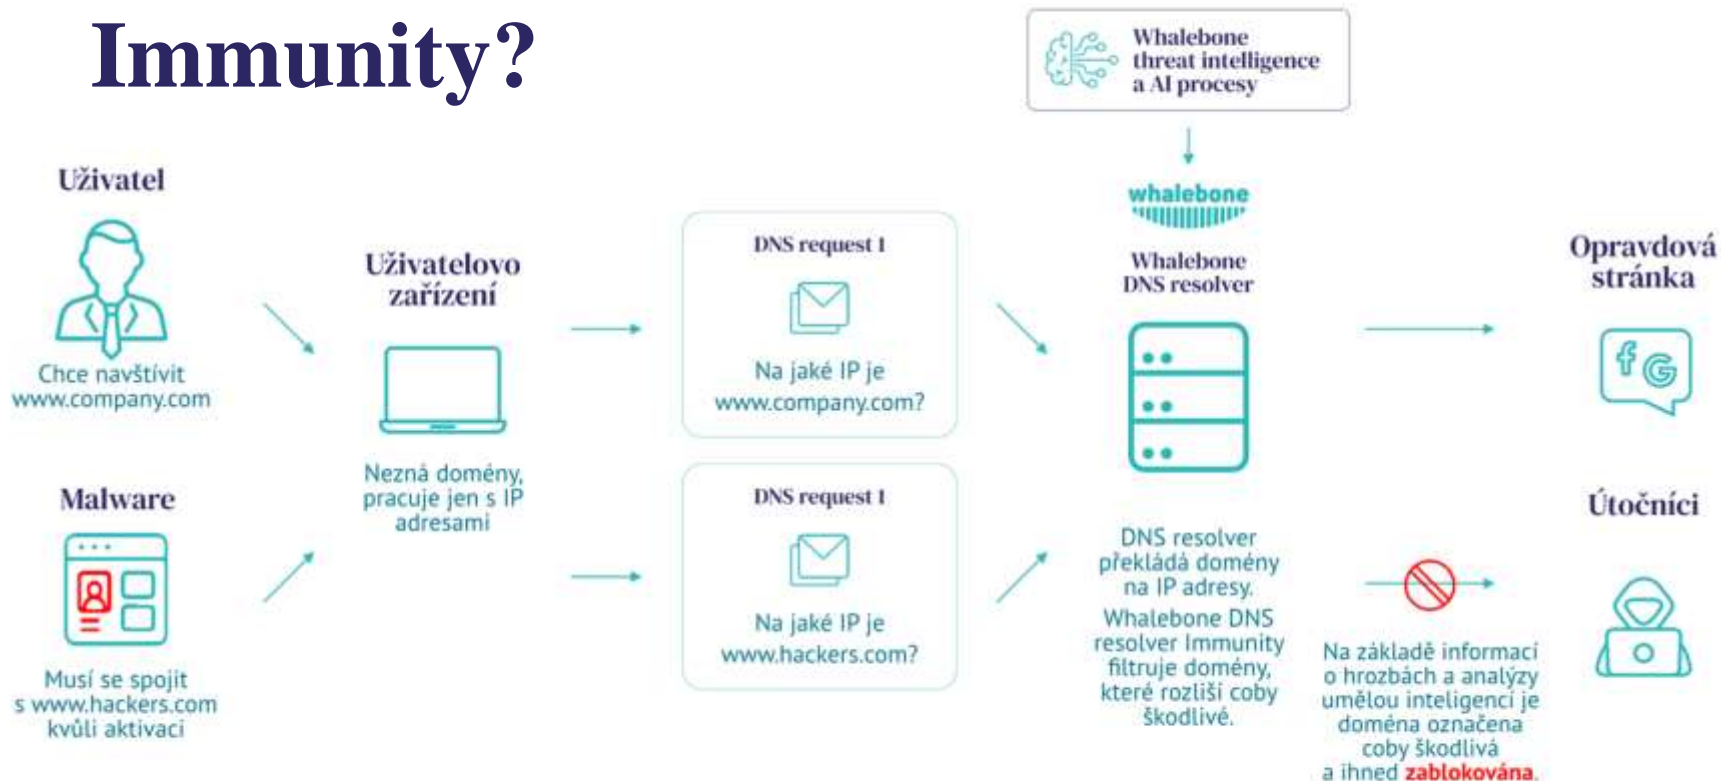 Immunity?
Whalebone
threat intelligence
a AI procesy
whalebone
Uživatel
Chce navštívit
www.company.com
Malware
Musí se spojit
s www.hackers.com
kvůli aktivaci
Uživatelovo
zařízení
Nezná domény,
pracuje jen s IP
adresami
DNS request 1
Na jaké IP je
www.company.com?
DNS request 1
Na jaké IP je
www.hackers.com?
Whalebone
DNS resolver
DNS resolver
překládá domény
na IP adresy.
Whalebone DNS
resolver Immunity
filtruje domény,
které rozliší coby
škodlivé.
Opravdová
stránka
f G
Útočníci
Na základě informací
o hrozbách a analýzy
umělou inteligencí je
doména označena
coby škodlivá
a ihned zablokována.